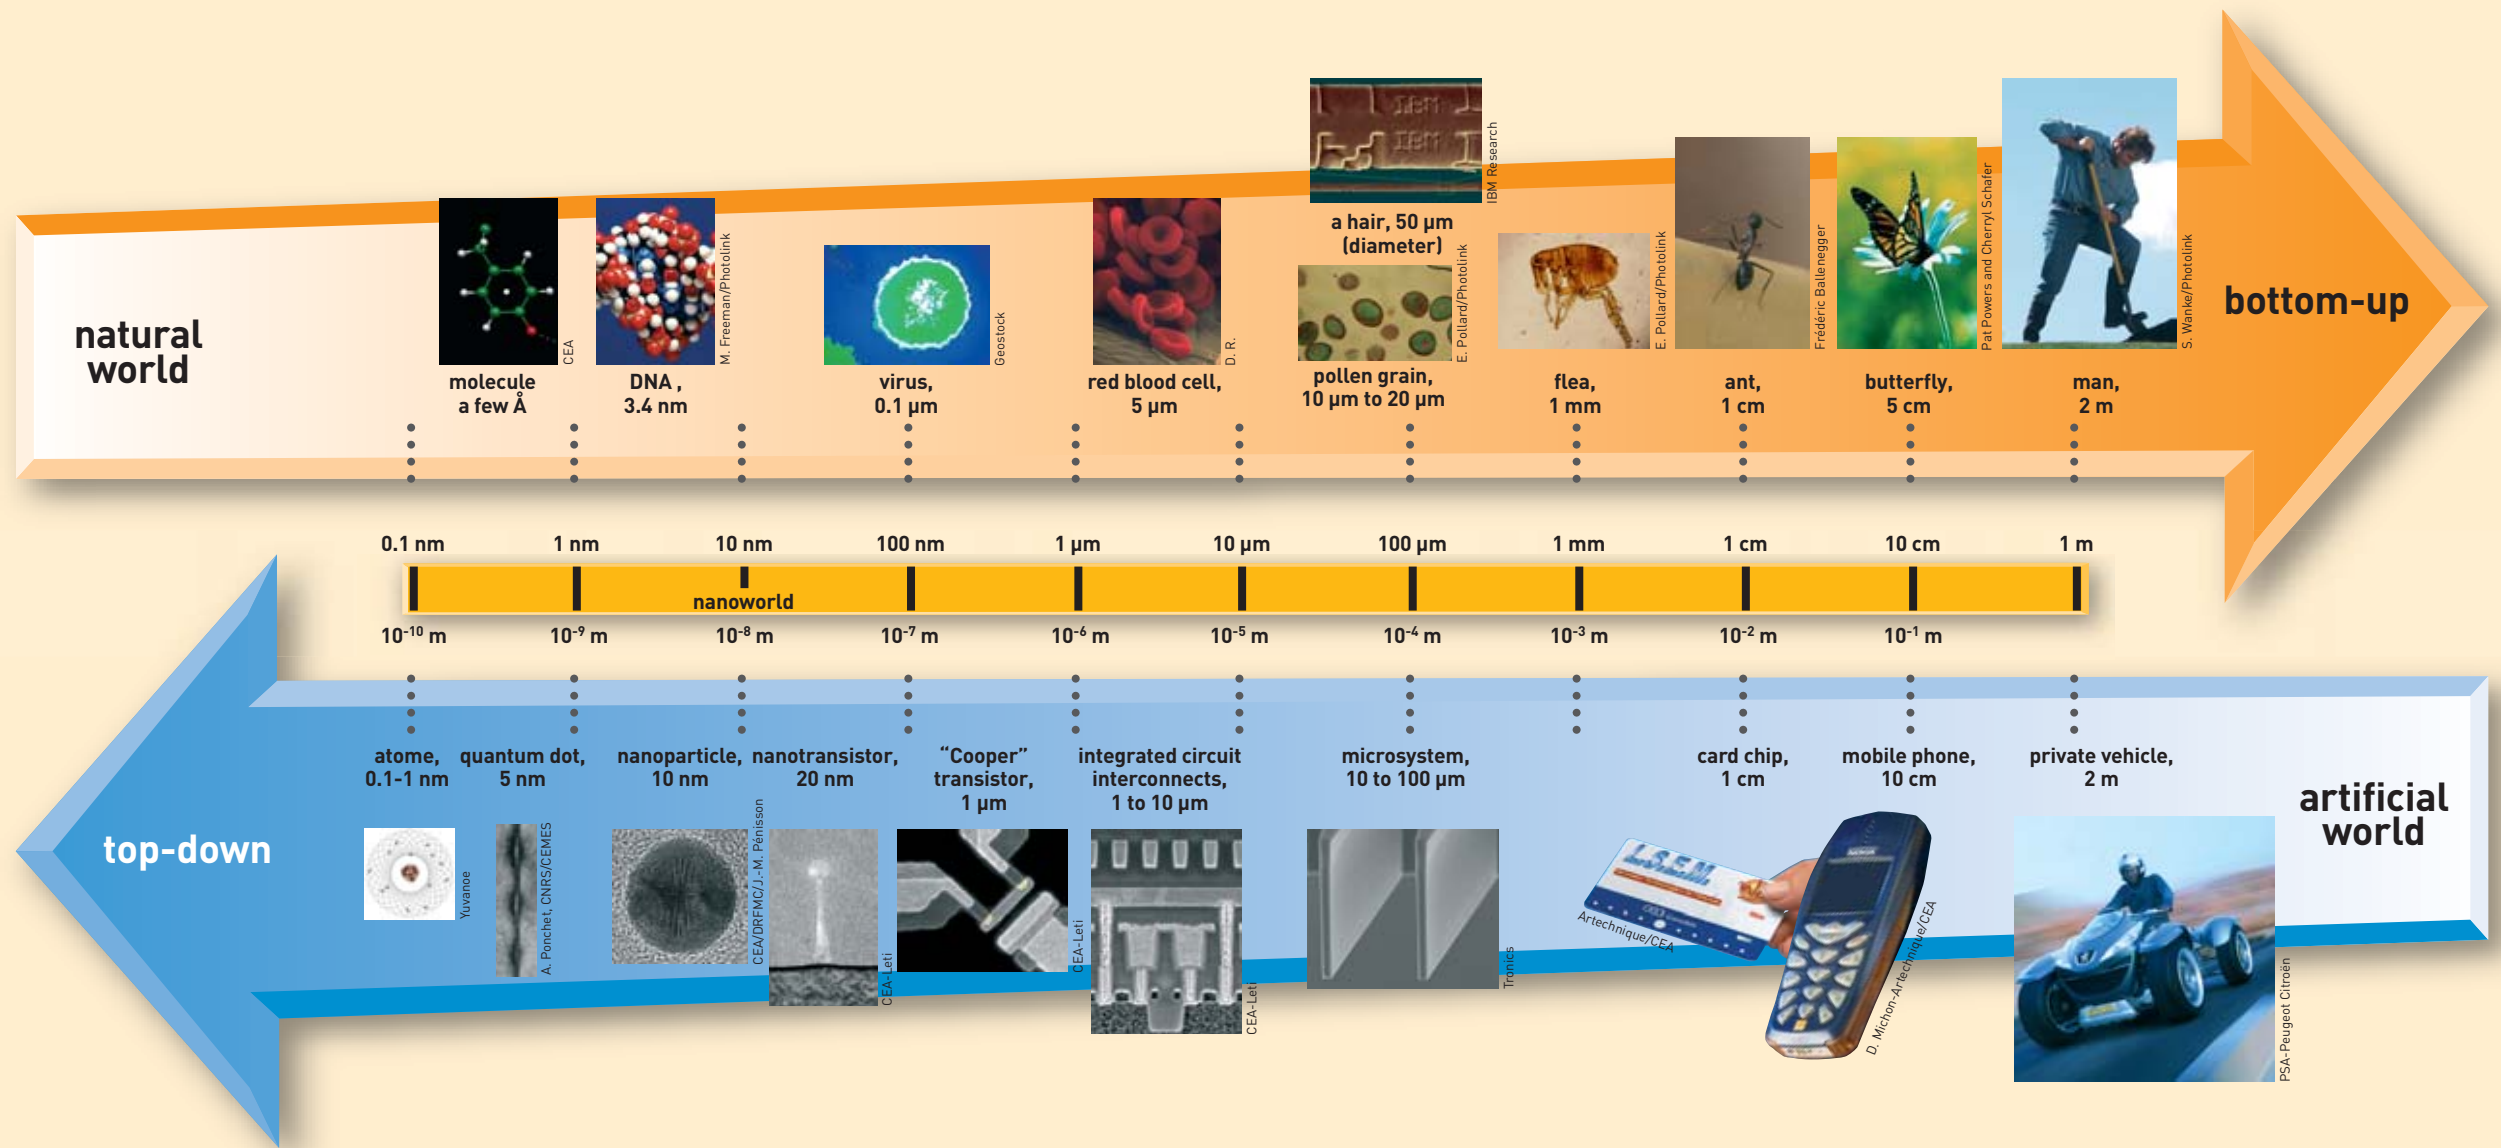 IBM
IBM
IBM Research
a hair, 50 µm
(diameter)
natural
world
CEA
molecule
a few Å
M. Freeman/Photolink
DNA ,
3.4 nm
Geostock
virus,
0.1 µm
D. R.
red blood cell,
5 µm
E. Pollard/Photolink
pollen grain,
10 µm to 20 µm
E. Pollard/Photolink
flea,
1 mm
Frédéric Ballenegger
ant,
1 cm
Pat Powers and Cherryl Schafer
butterfly,
5 cm
S. Wanke/Photolink
man,
2 m
bottom-up
0.1 nm 1 nm 10 nm 100 nm 1 µm 10 µm 100 µm 1 mm 1 cm 10 cm 1 m
nanoworld
10⁻¹⁰ m 10⁻⁹ m 10⁻⁸ m 10⁻⁷ m 10⁻⁶ m 10⁻⁵ m 10⁻⁴ m 10⁻³ m 10⁻² m 10⁻¹ m
top-down
atome,
0.1-1 nm
Yuvanoe
quantum dot,
5 nm
A. Ponchet, CNRS/CEMES
nanoparticle,
10 nm
CEA/DRFMC/J.-M. Pénisson
nanotransistor,
20 nm
CEA-Leti
“Cooper”
transistor,
1 µm
CEA-Leti
integrated circuit
interconnects,
1 to 10 µm
CEA-Leti
microsystem,
10 to 100 µm
Tronics
card chip,
1 cm
L.S.E.M.
Artechnique/CEA
mobile phone,
10 cm
NOKIA
D. Michon-Artechnique/CEA
private vehicle,
2 m
PSA-Peugeot Citroën
artificial
world